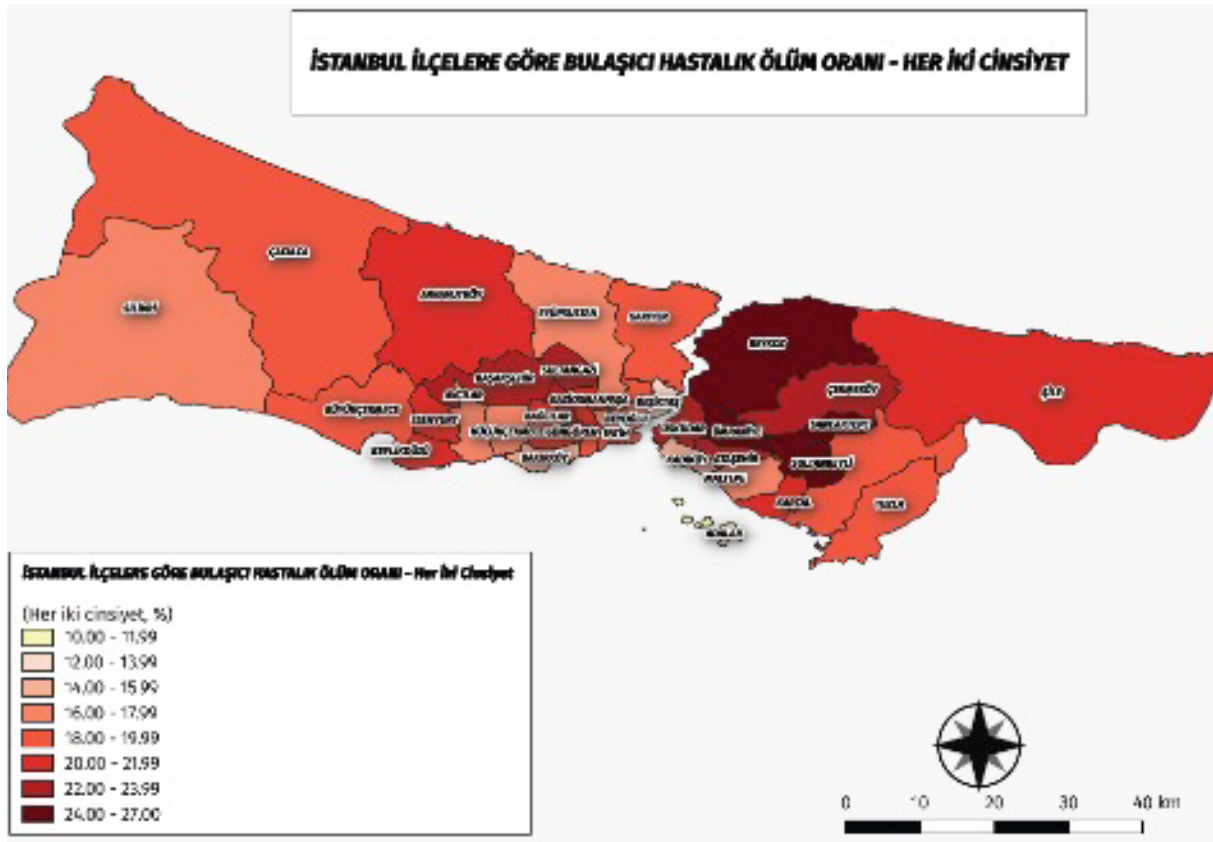 İSTANBUL İLÇELERE GÖRE BULAŞICI HASTALIK ÖLÜM ORANI - HER İKİ CİNSİYET
ÇATALCA
SİLİVRİ
ARNAVUTKÖY
EYÜPSULTAN
SARIYER
BEYKOZ
ŞİLE
ÇEKMEKÖY
SULTANGAZİ
BAŞAKŞEHİR
AVCILAR
BEŞİKTAŞ
BÜYÜKÇEKMECE
ESENYURT
BAĞCILAR
FATİH
BEYLİKDÜZÜ
BAKIRKÖY
SULTANBEYLİ
MALTEPE
KARTAL
TUZLA
ADALAR
İSTANBUL İLÇELERE GÖRE BULAŞICI HASTALIK ÖLÜM ORANI - Her İki Cinsiyet
(Her iki cinsiyet, %)
10.00 - 11.99
12.00 - 13.99
14.00 - 15.99
16.00 - 17.99
18.00 - 19.99
20.00 - 21.99
22.00 - 23.99
24.00 - 27.00
0 10 20 30 40 km